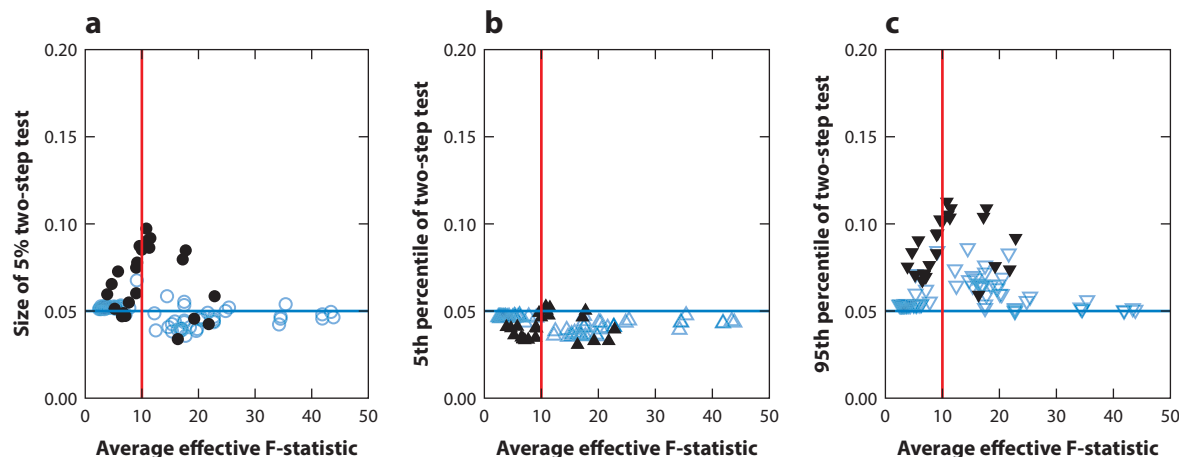 a
Size of 5% two-step test
0.20
0.15
0.10
0.05
0.00
0 10 20 30 40 50
Average effective F-statistic
b
5th percentile of two-step test
0.20
0.15
0.10
0.05
0.00
0 10 20 30 40 50
Average effective F-statistic
c
95th percentile of two-step test
0.20
0.15
0.10
0.05
0.00
0 10 20 30 40 50
Average effective F-statistic